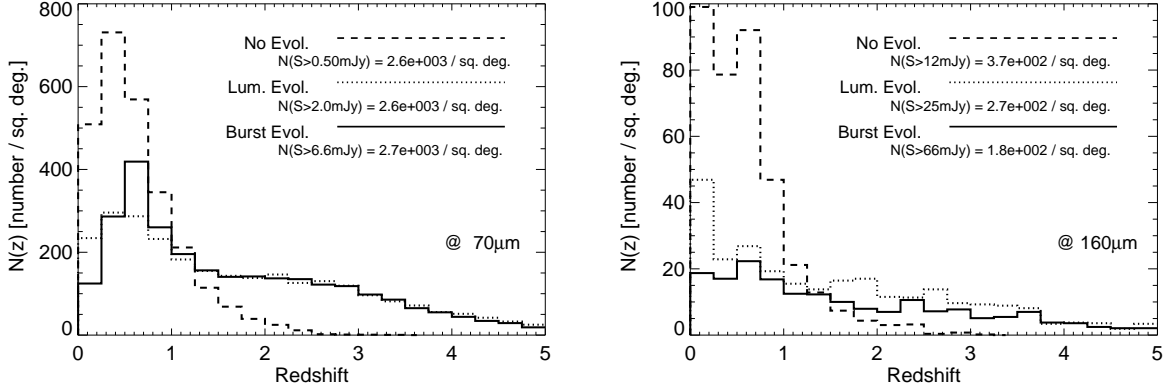 800
600
400
200
0
N(z) [number / sq. deg.]
No Evol.
N(S>0.50mJy) = 2.6e+003 / sq. deg.
Lum. Evol.
N(S>2.0mJy) = 2.6e+003 / sq. deg.
Burst Evol.
N(S>6.6mJy) = 2.7e+003 / sq. deg.
@ 70μm
0 1 2 3 4 5
Redshift
100
80
60
40
20
0
N(z) [number / sq. deg.]
No Evol.
N(S>12mJy) = 3.7e+002 / sq. deg.
Lum. Evol.
N(S>25mJy) = 2.7e+002 / sq. deg.
Burst Evol.
N(S>66mJy) = 1.8e+002 / sq. deg.
@ 160μm
0 1 2 3 4 5
Redshift